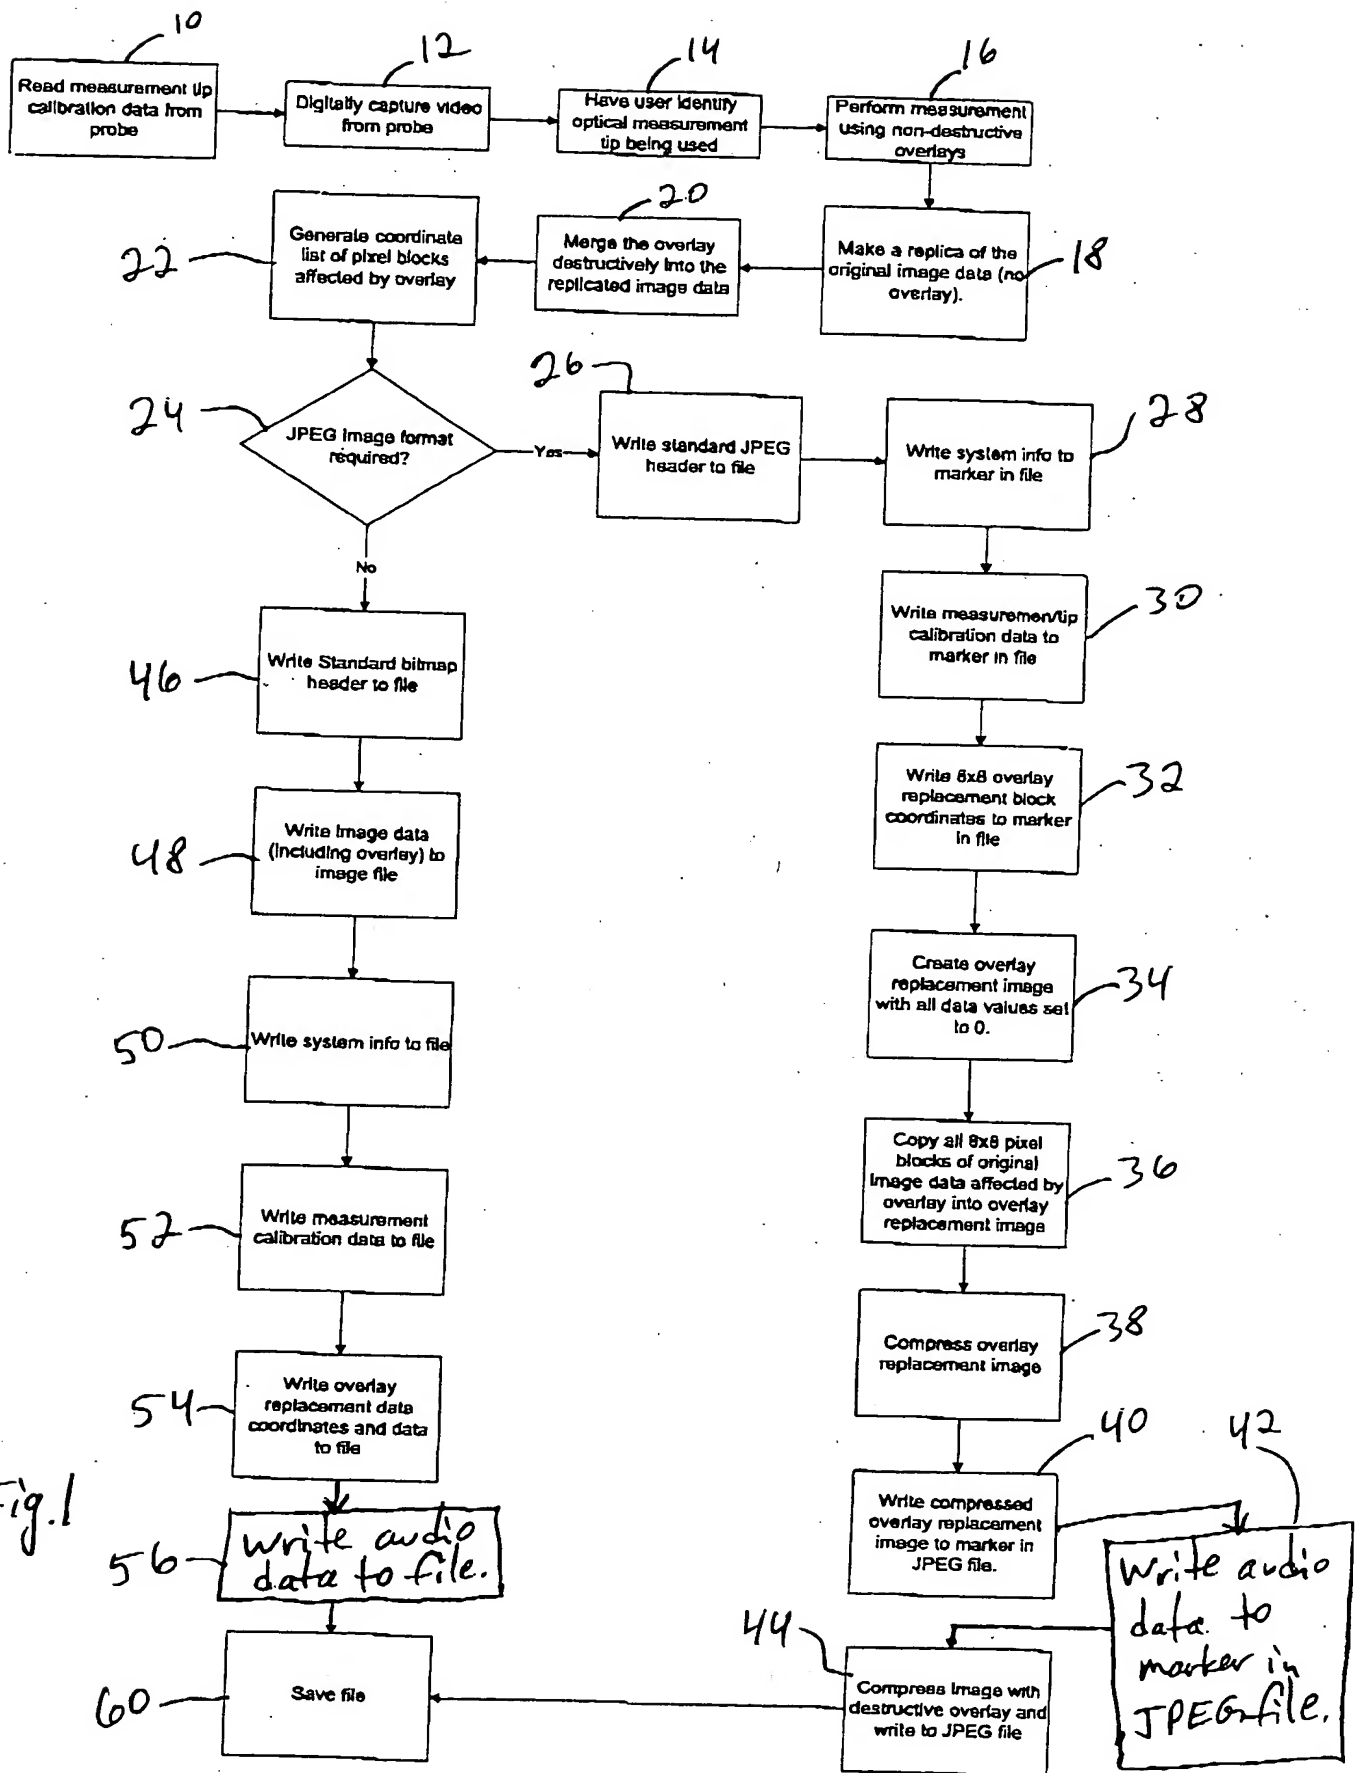 10
Read measurement tip
calibration data from
probe
12
Digitally capture video
from probe
14
Have user identify
optical measurement
tip being used
16
Perform measurement
using non-destructive
overlays
18
Make a replica of the
original image data (no
overlay).
20
Merge the overlay
destructively into the
replicated image data
22
Generate coordinate
list of pixel blocks
affected by overlay
24
JPEG image format
required?
Yes
No
26
Write standard JPEG
header to file
28
Write system info to
marker in file
30
Write measuremen/tip
calibration data to
marker in file
32
Write 8x8 overlay
replacement block
coordinates to marker
in file
34
Create overlay
replacement image
with all data values set
to 0.
36
Copy all 8x8 pixel
blocks of original
image data affected by
overlay into overlay
replacement image
38
Compress overlay
replacement image
40
Write compressed
overlay replacement
image to marker in
JPEG file.
42
Write audio
data to
marker in
JPEG file.
44
Compress image with
destructive overlay and
write to JPEG file
46
Write Standard bitmap
header to file
48
Write image data
(including overlay) to
image file
50
Write system info to file
52
Write measurement
calibration data to file
54
Write overlay
replacement data
coordinates and data
to file
Fig. 1
56
Write audio
data to file.
60
Save file